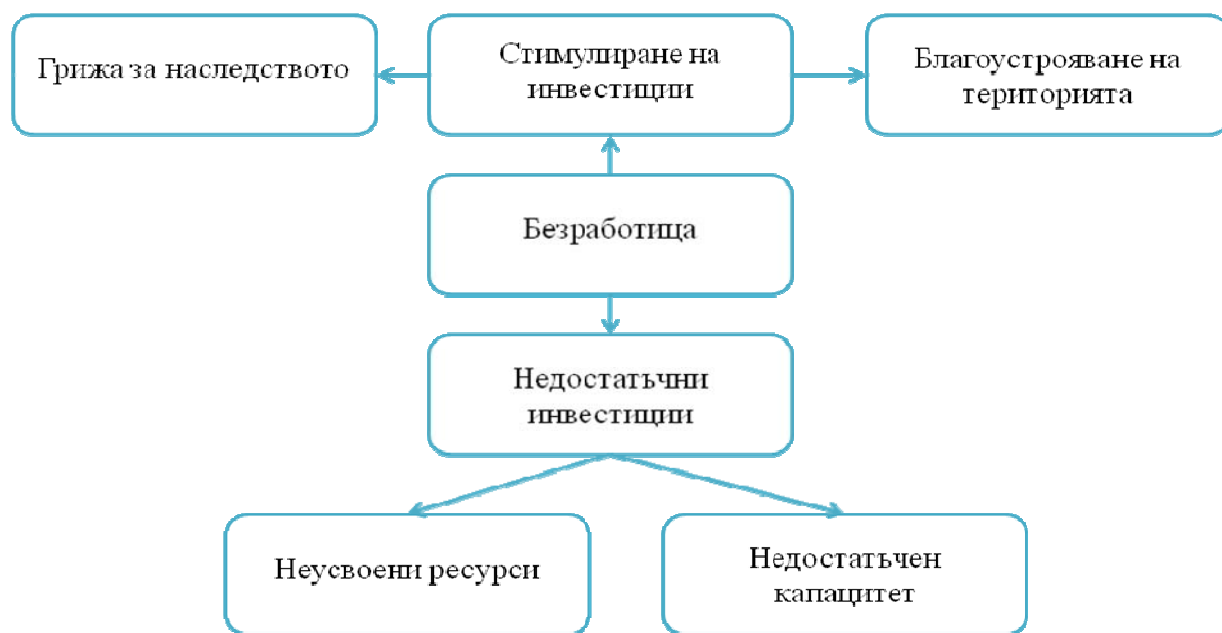 Грижа за наследството
Стимулиране на
инвестиции
Благоустрояване на
територията
Безработица
Недостатъчни
инвестиции
Неусвоени ресурси
Недостатъчен
капацитет